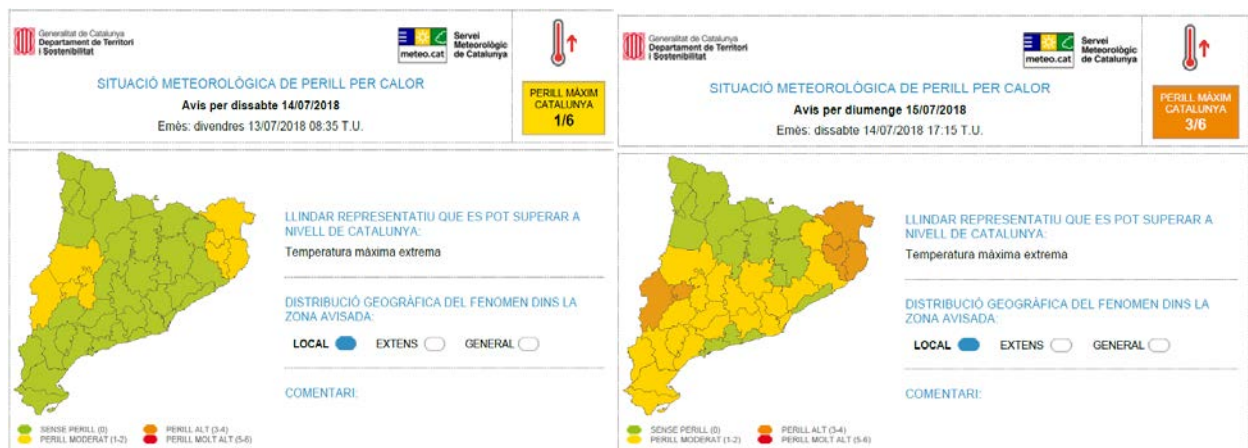 Generalitat de Catalunya
Departament de Territori
i Sostenibilitat
meteo.cat
Servei
Meteorològic
de Catalunya
SITUACIÓ METEOROLÒGICA DE PERILL PER CALOR
Avís per dissabte 14/07/2018
Emès: divendres 13/07/2018 08:35 T.U.
PERILL MÀXIM
CATALUNYA
1/6
LLINDAR REPRESENTATIU QUE ES POT SUPERAR A
NIVELL DE CATALUNYA:
Temperatura màxima extrema
DISTRIBUCIÓ GEOGRÀFICA DEL FENOMEN DINS LA
ZONA AVISADA:
LOCAL EXTENS GENERAL
COMENTARI:
SENSE PERILL (0) PERILL ALT (3-4)
PERILL MODERAT (1-2) PERILL MOLT ALT (5-6)
Generalitat de Catalunya
Departament de Territori
i Sostenibilitat
meteo.cat
Servei
Meteorològic
de Catalunya
SITUACIÓ METEOROLÒGICA DE PERILL PER CALOR
Avís per diumenge 15/07/2018
Emès: dissabte 14/07/2018 17:15 T.U.
PERILL MÀXIM
CATALUNYA
3/6
LLINDAR REPRESENTATIU QUE ES POT SUPERAR A
NIVELL DE CATALUNYA:
Temperatura màxima extrema
DISTRIBUCIÓ GEOGRÀFICA DEL FENOMEN DINS LA
ZONA AVISADA:
LOCAL EXTENS GENERAL
COMENTARI:
SENSE PERILL (0) PERILL ALT (3-4)
PERILL MODERAT (1-2) PERILL MOLT ALT (5-6)